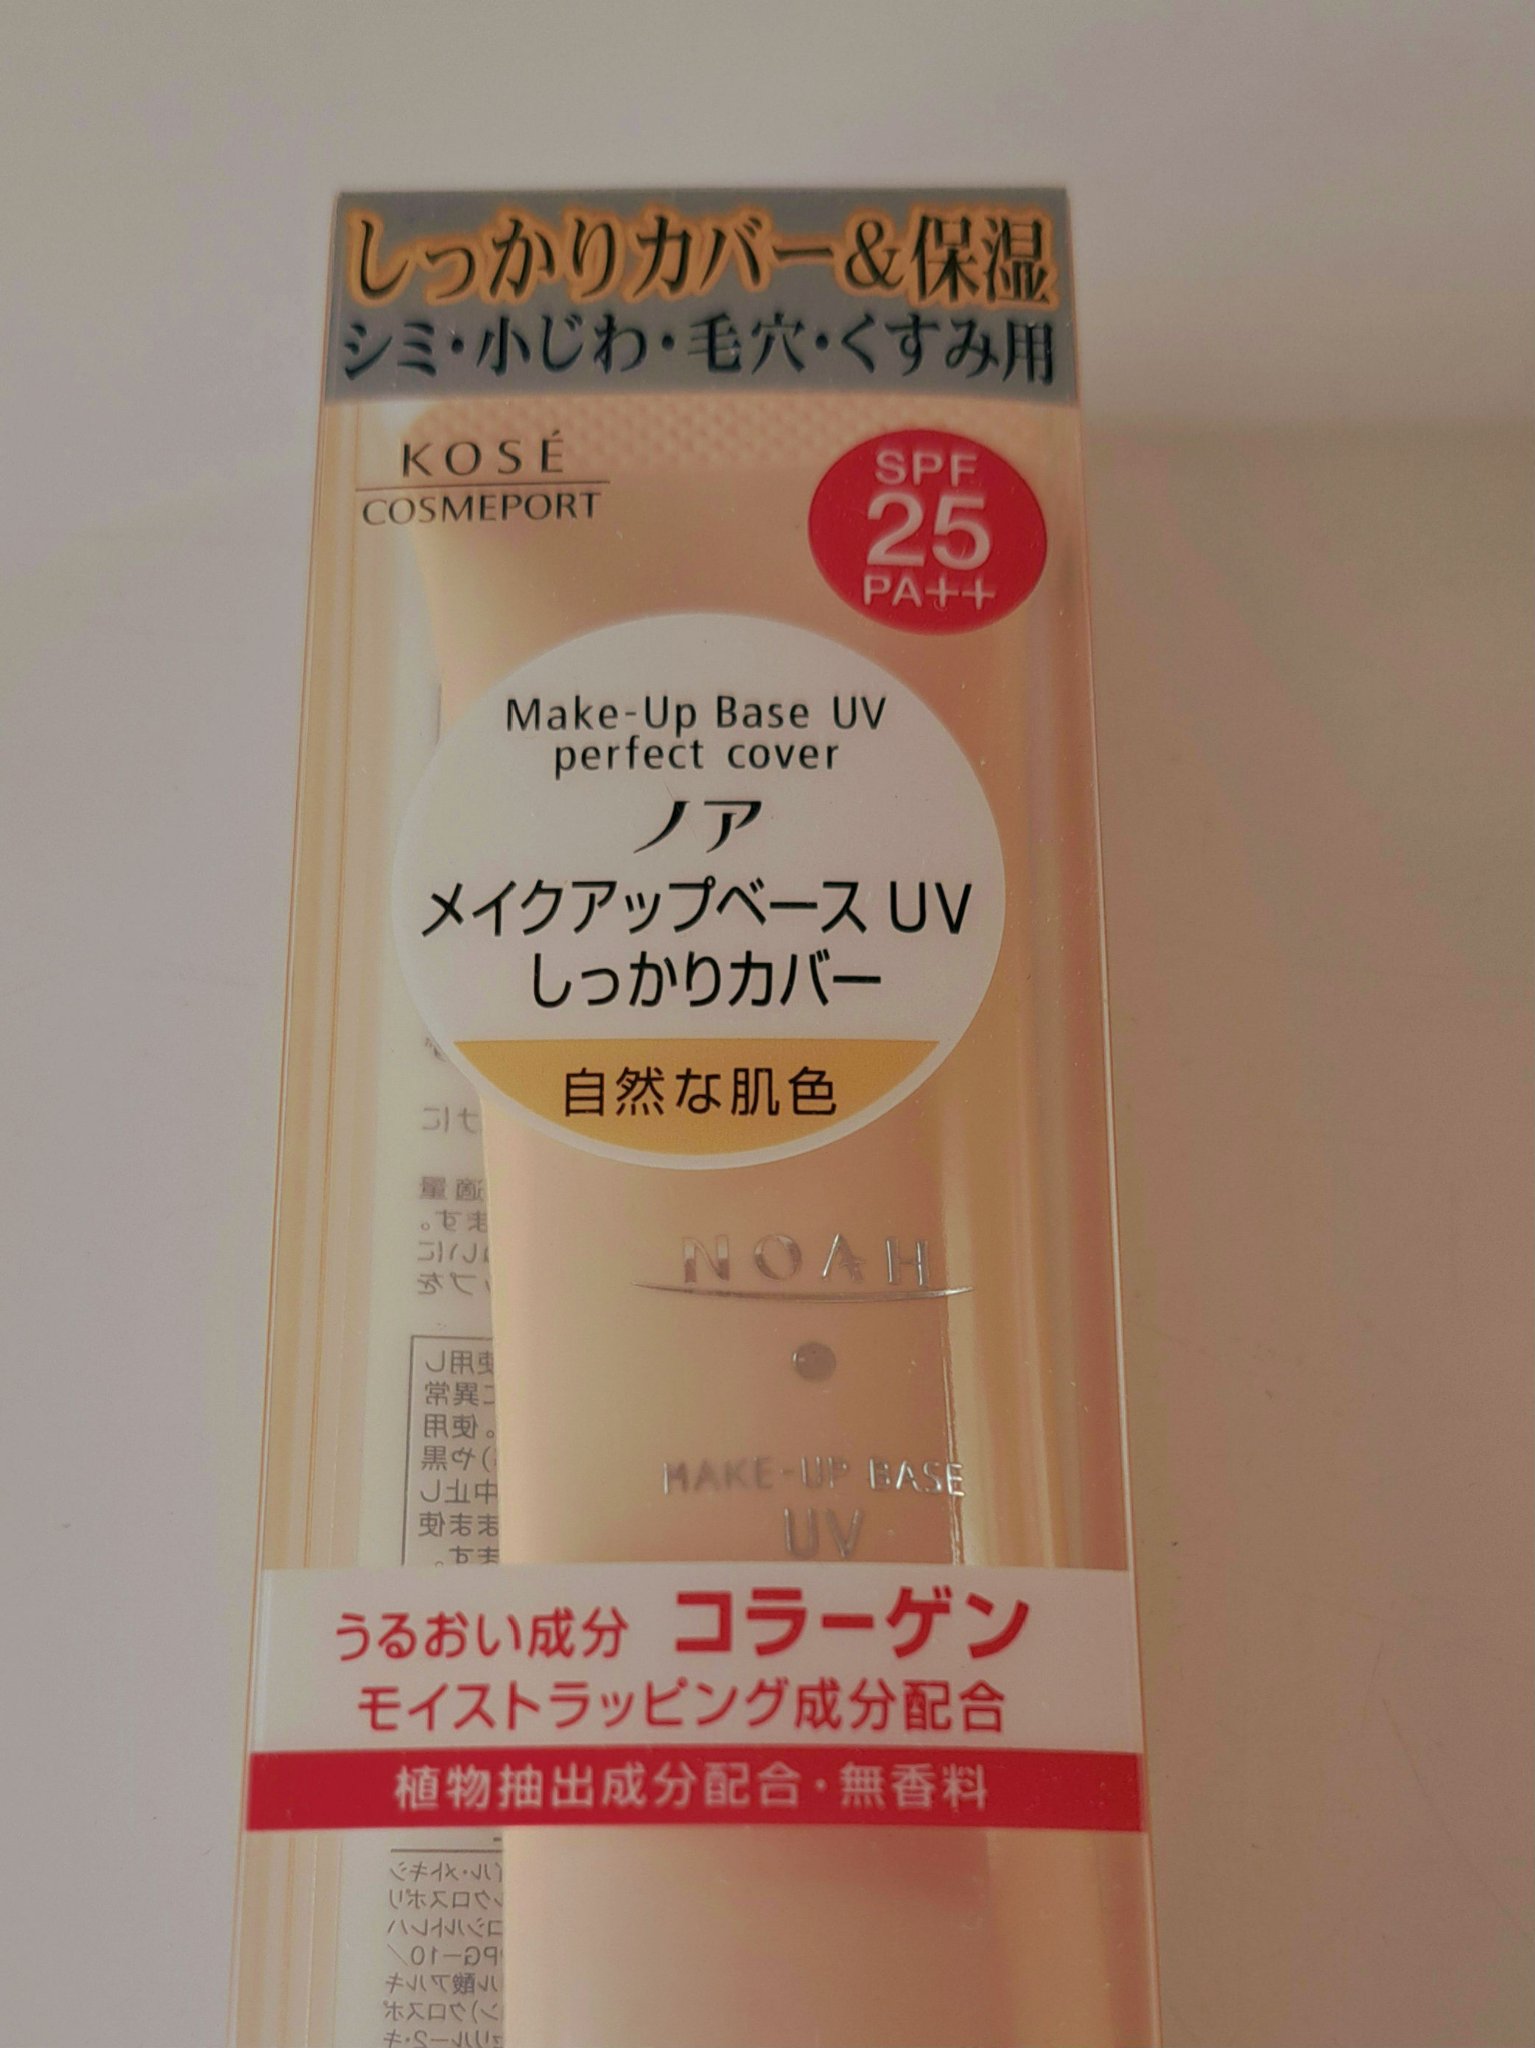 しっかりカバー&保湿
シミ・小じわ・毛穴・くすみ用
KOSÉ
COSMEPORT
SPF
25
PA++
Make-Up Base UV
perfect cover
ノア
メイクアップベース UV
しっかりカバー
自然な肌色
NOAH
MAKE-UP BASE
UV
うるおい成分 コラーゲン
モイストラッピング成分配合
植物抽出成分配合・無香料